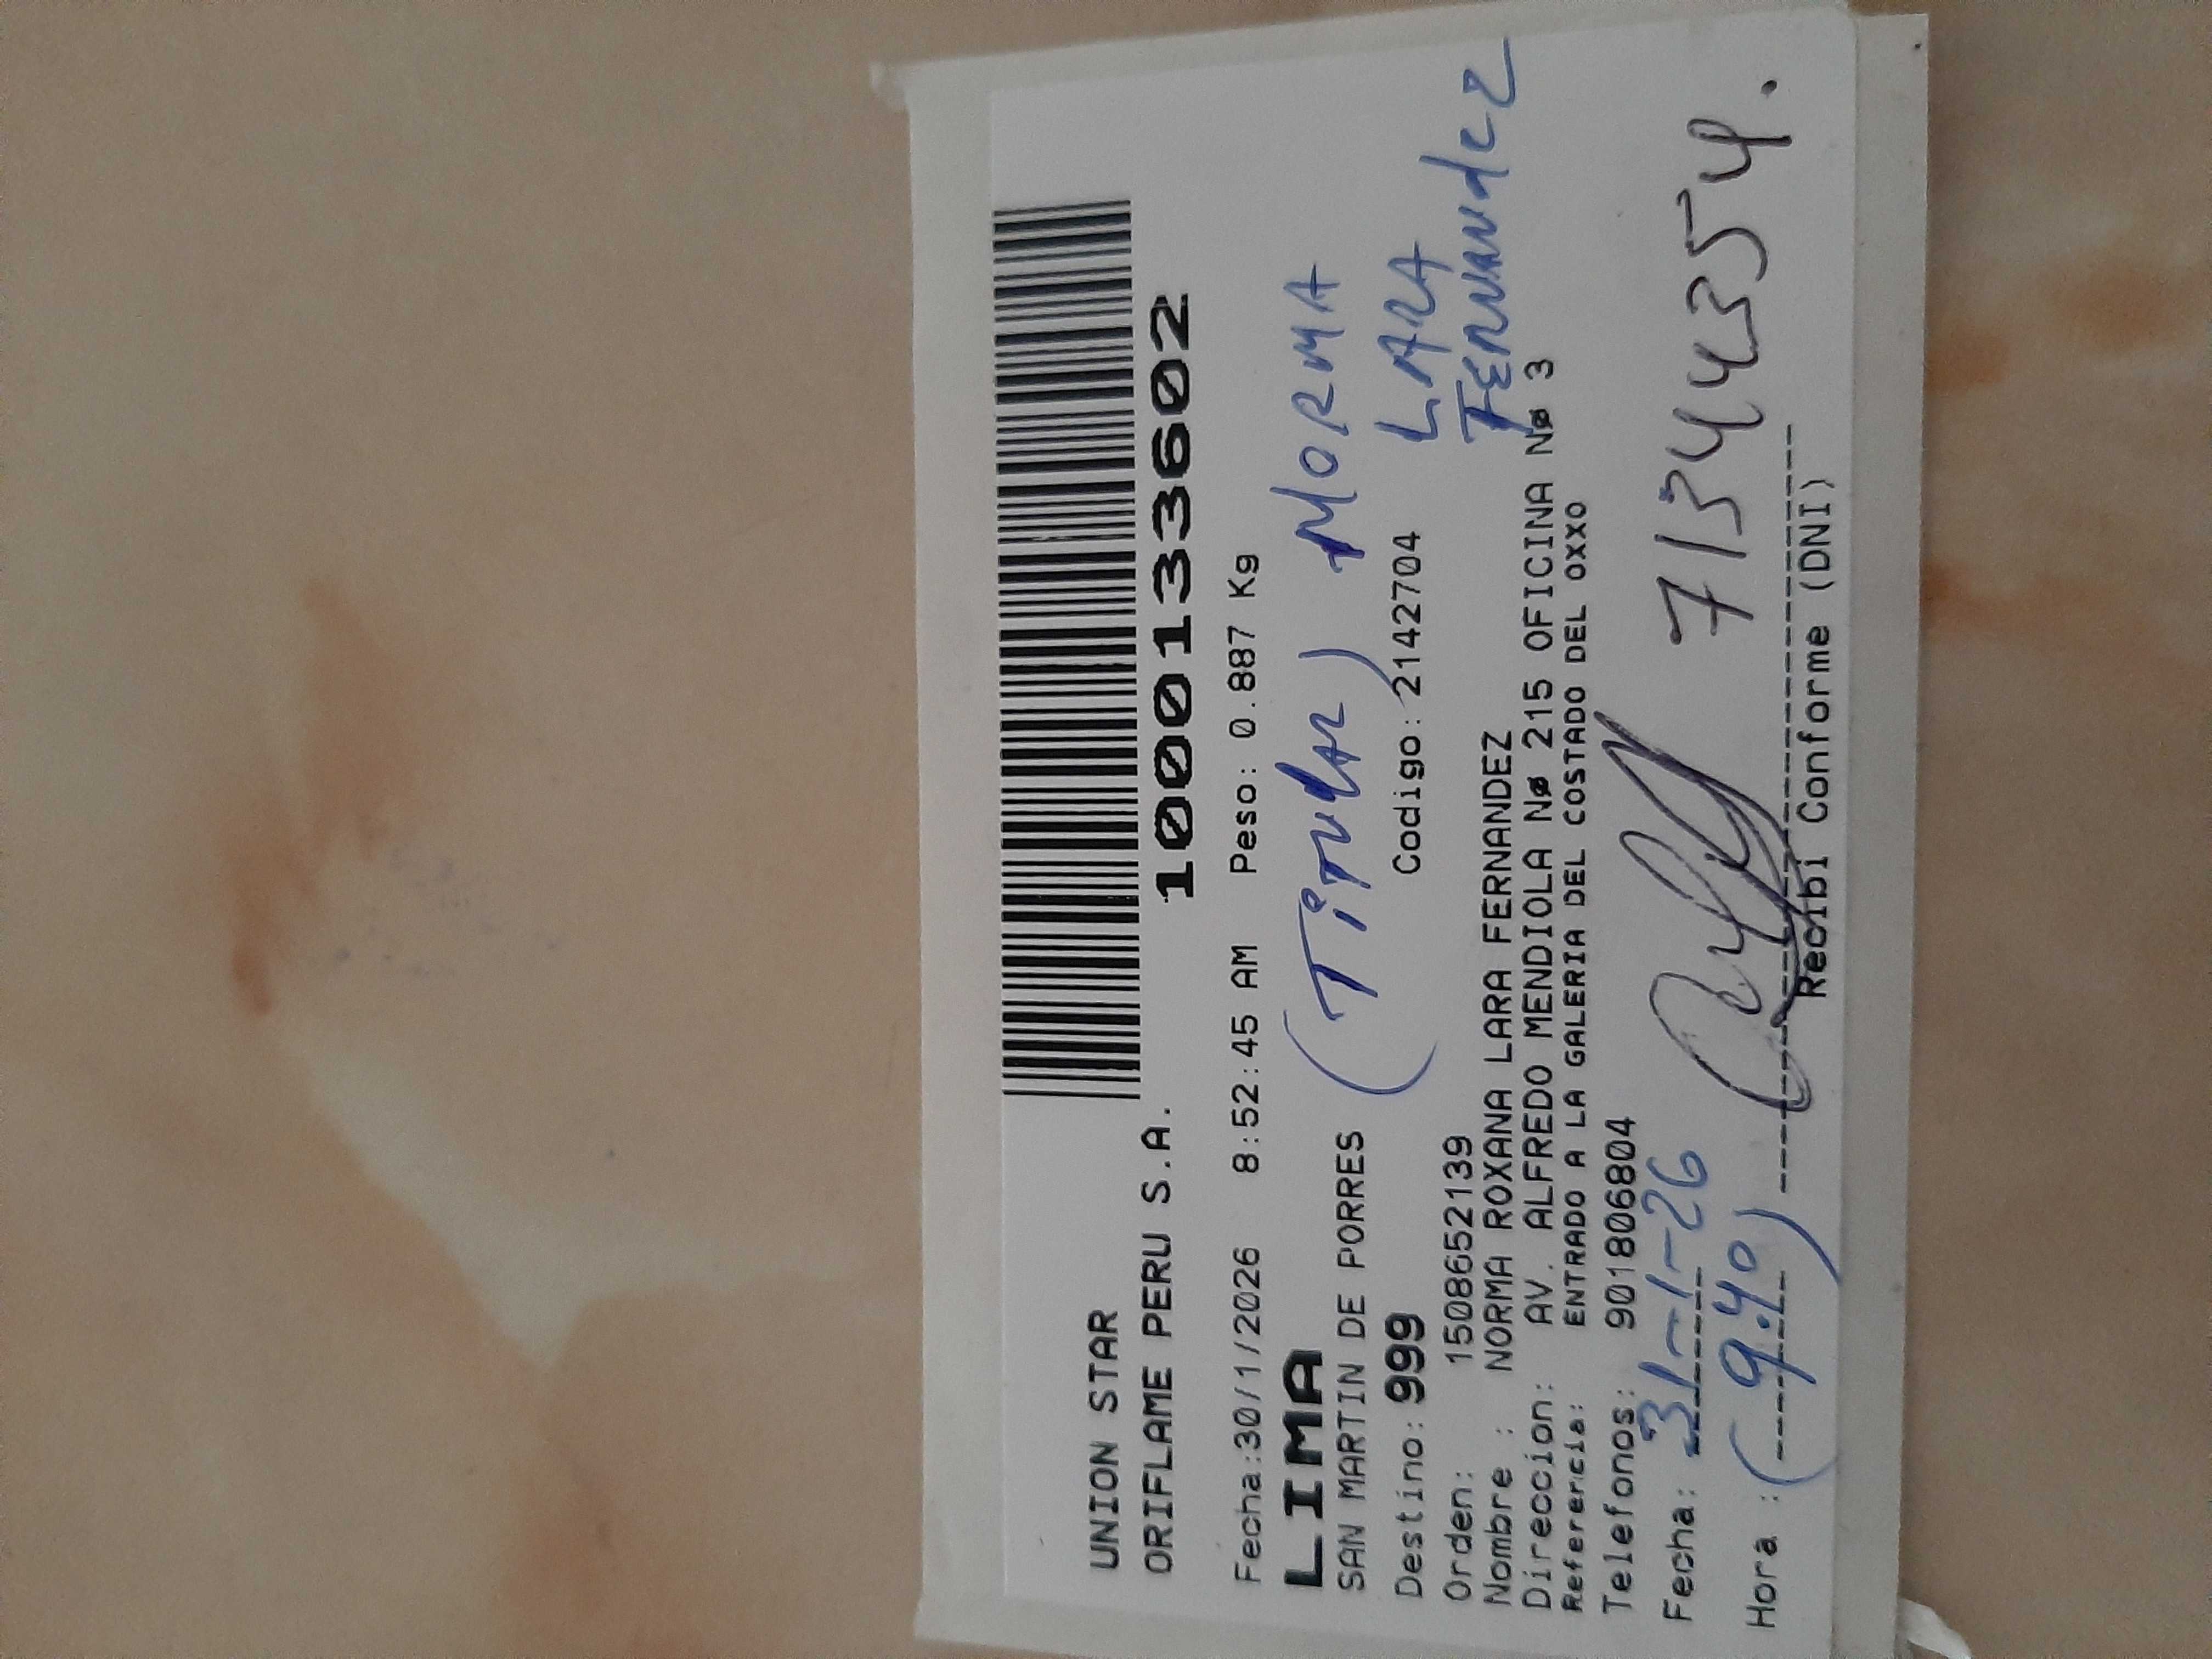 UNION STAR
ORIFLAME PERU S.A.
1000133602
Fecha:30/1/2026 8:52:45 AM Peso: 0.887 Kg
LIMA
SAN MARTIN DE PORRES
(TiTULAR) NORMA
LARA
FERNANdEZ
Destino: 999 Codigo: 2142704
Orden: 1508652139
Nombre : NORMA ROXANA LARA FERNANDEZ
Direccion: AV. ALFREDO MENDIOLA Nø 215 OFICINA Nø 3
Referencia: ENTRADO A LA GALERIA DEL COSTADO DEL OXXO
Telefonos: 901806804
Fecha: 31-1-26
Hora : (9:40)
71344354.
Recibi Conforme (DNI)